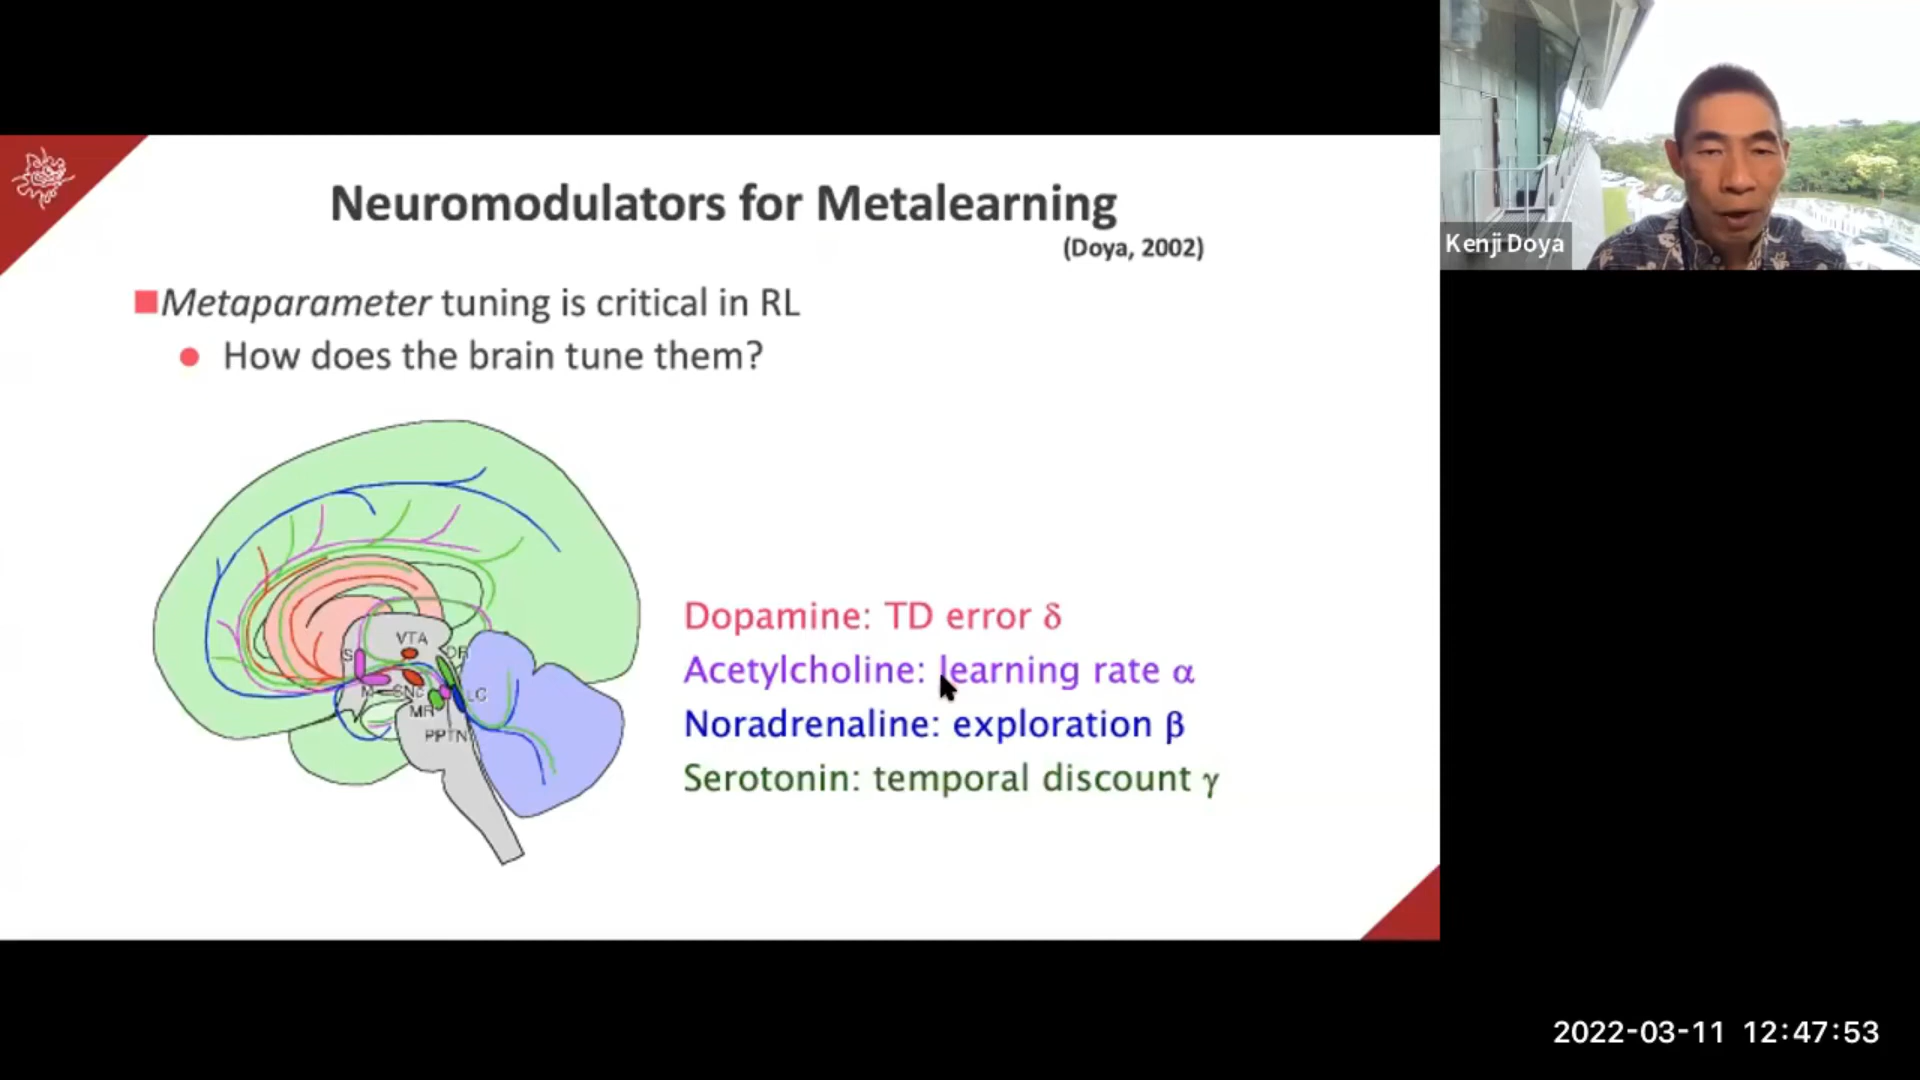 Neuromodulators for Metalearning
(Doya, 2002)
Metaparameter tuning is critical in RL
How does the brain tune them?
VTA
S
DR
M
SNc
LC
MR
PPTN
Dopamine: TD error δ
Acetylcholine: learning rate α
Noradrenaline: exploration β
Serotonin: temporal discount γ
Kenji Doya
2022-03-11 12:47:53